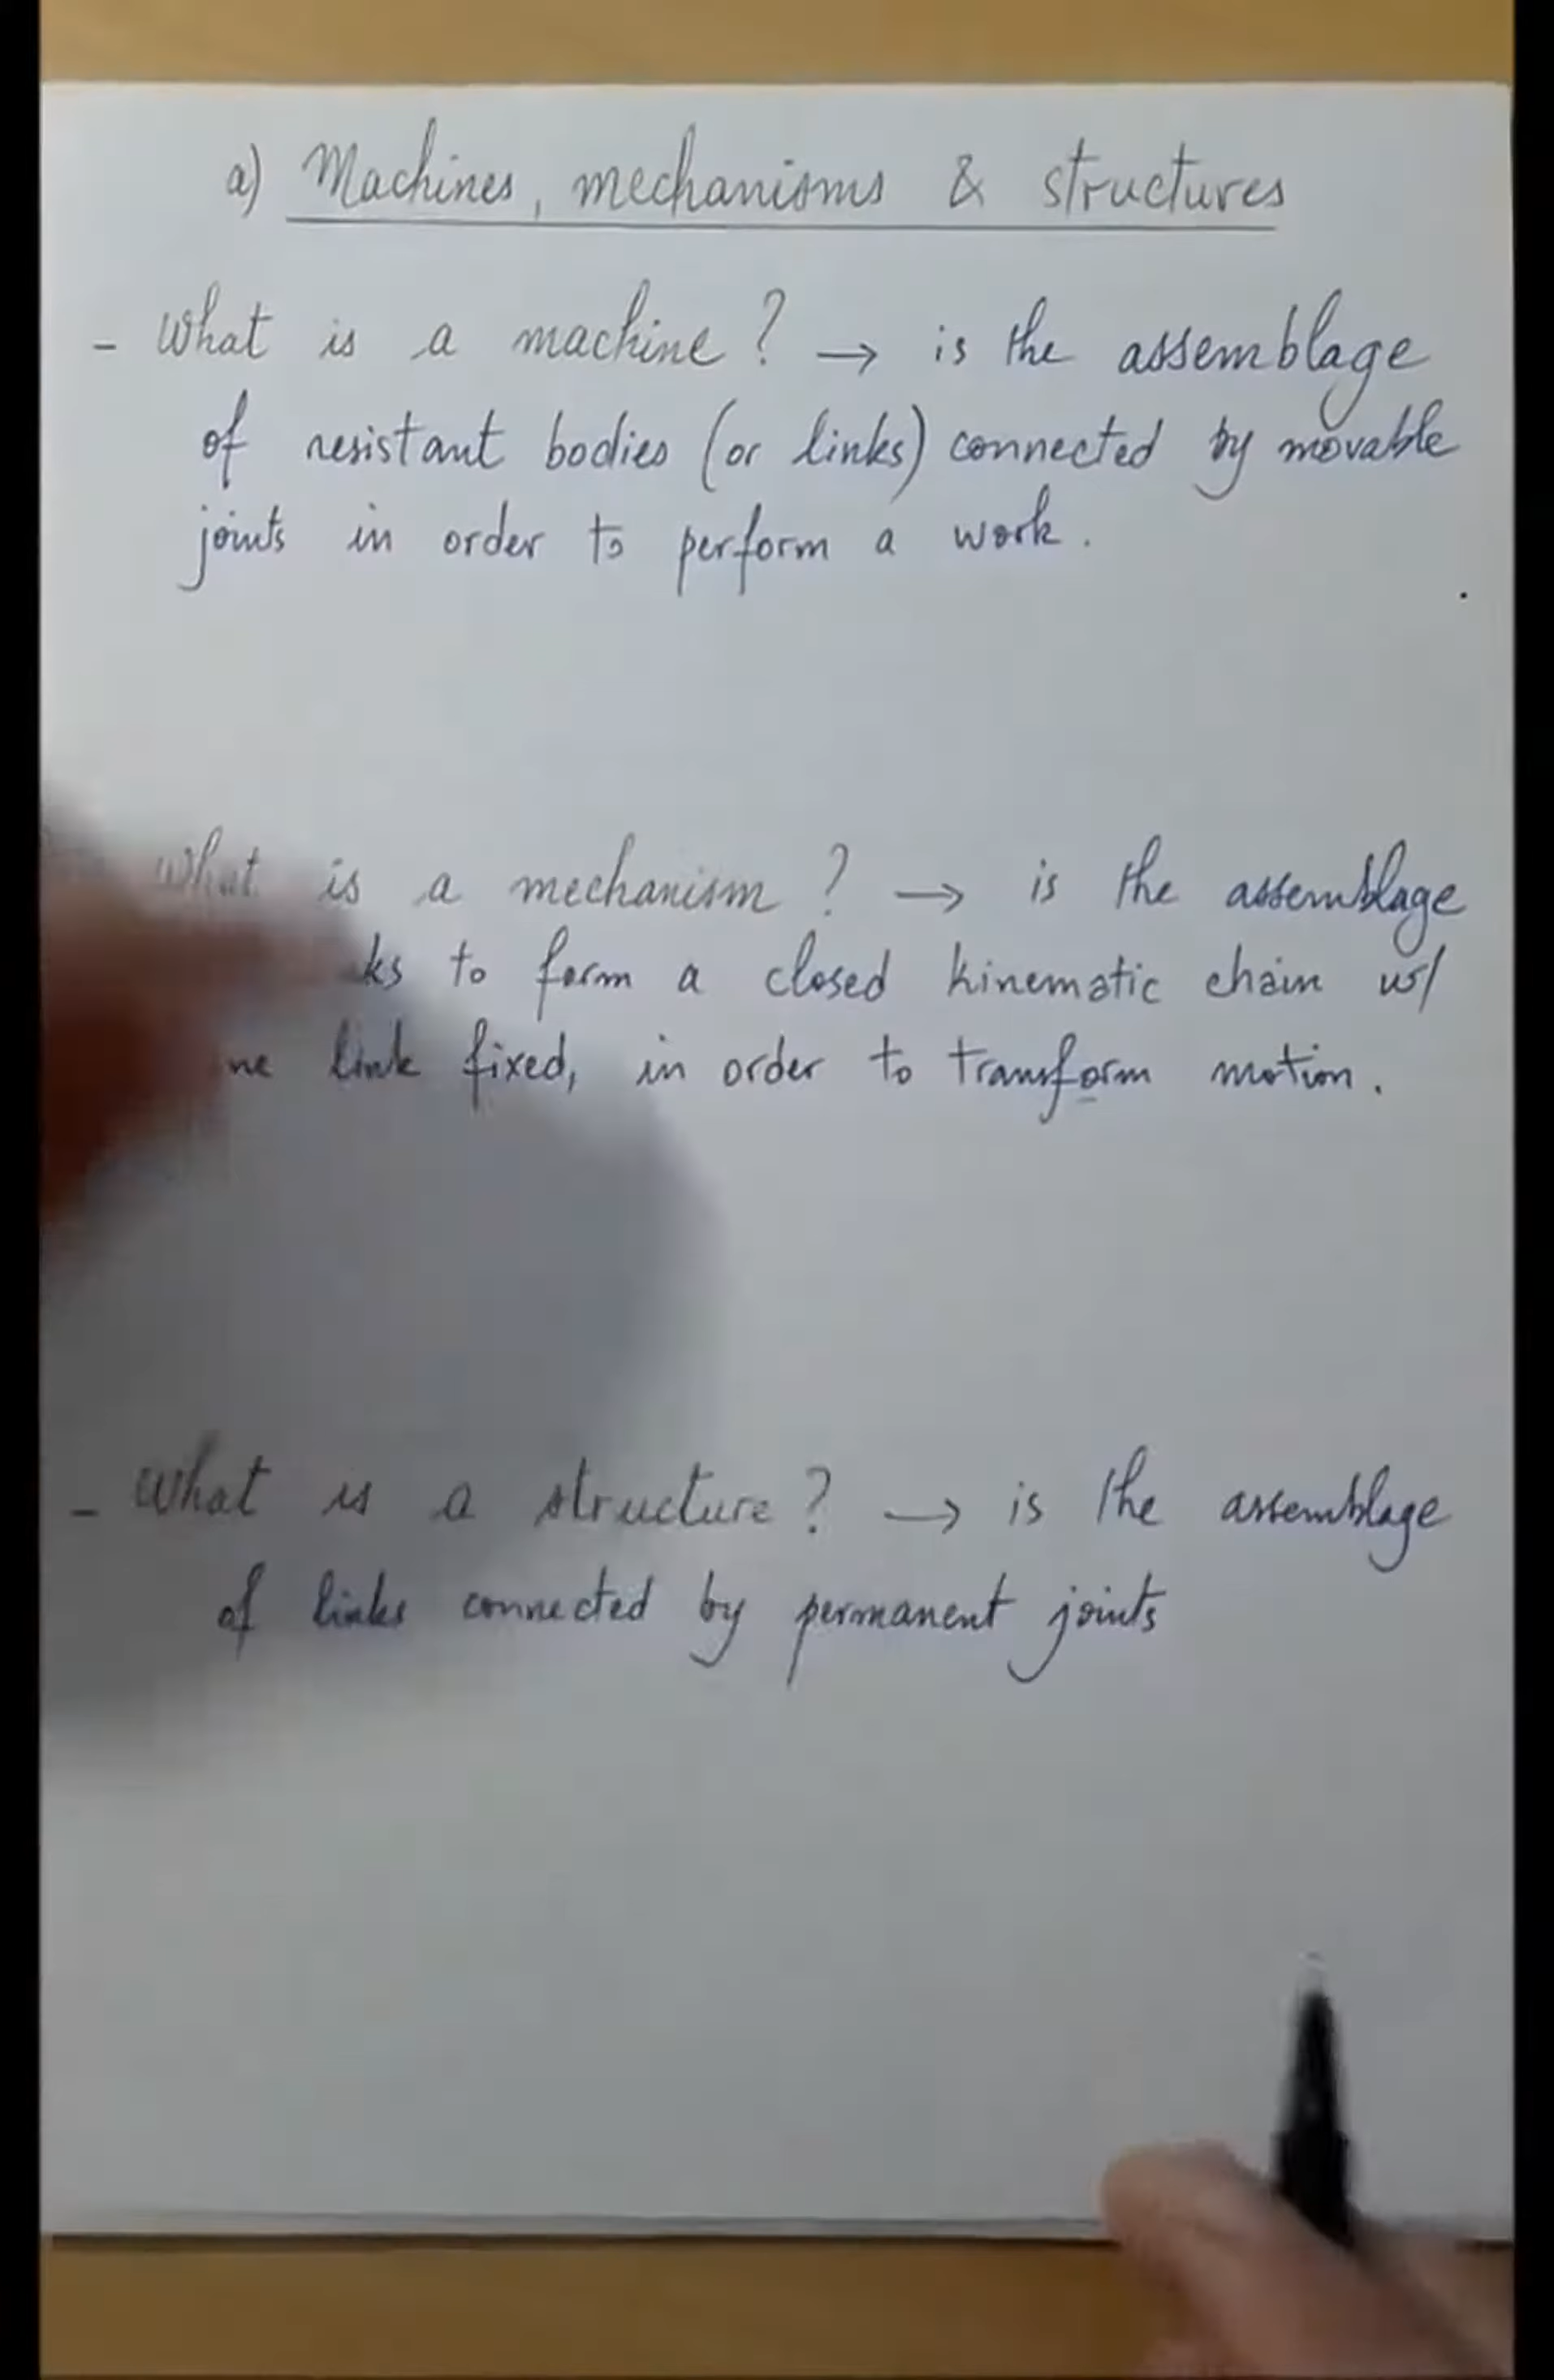 a) Machines, mechanisms & structures
- What is a machine? → is the assemblage
of resistant bodies (or links) connected by movable
joints in order to perform a work.
What is a mechanism? → is the assemblage
to form a closed kinematic chain w/
link fixed, in order to transform motion.
- What is a structure? → is the assemblage
of links connected by permanent joints